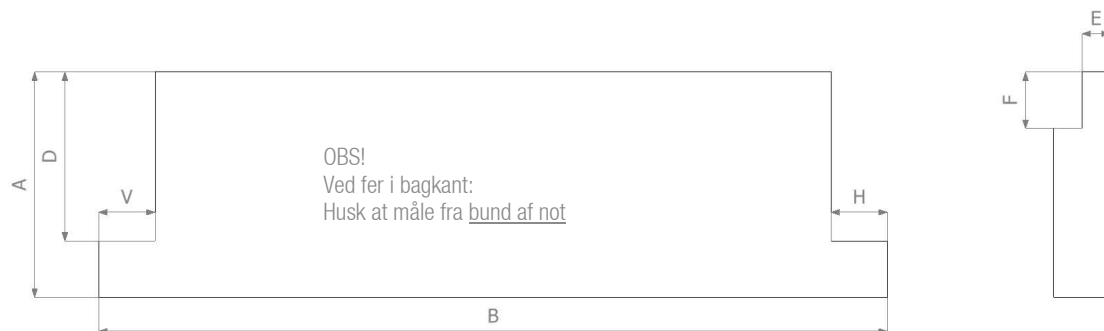 E
F
A
D
V
OBS!
Ved fer i bagkant:
Husk at måle fra bund af not
H
B